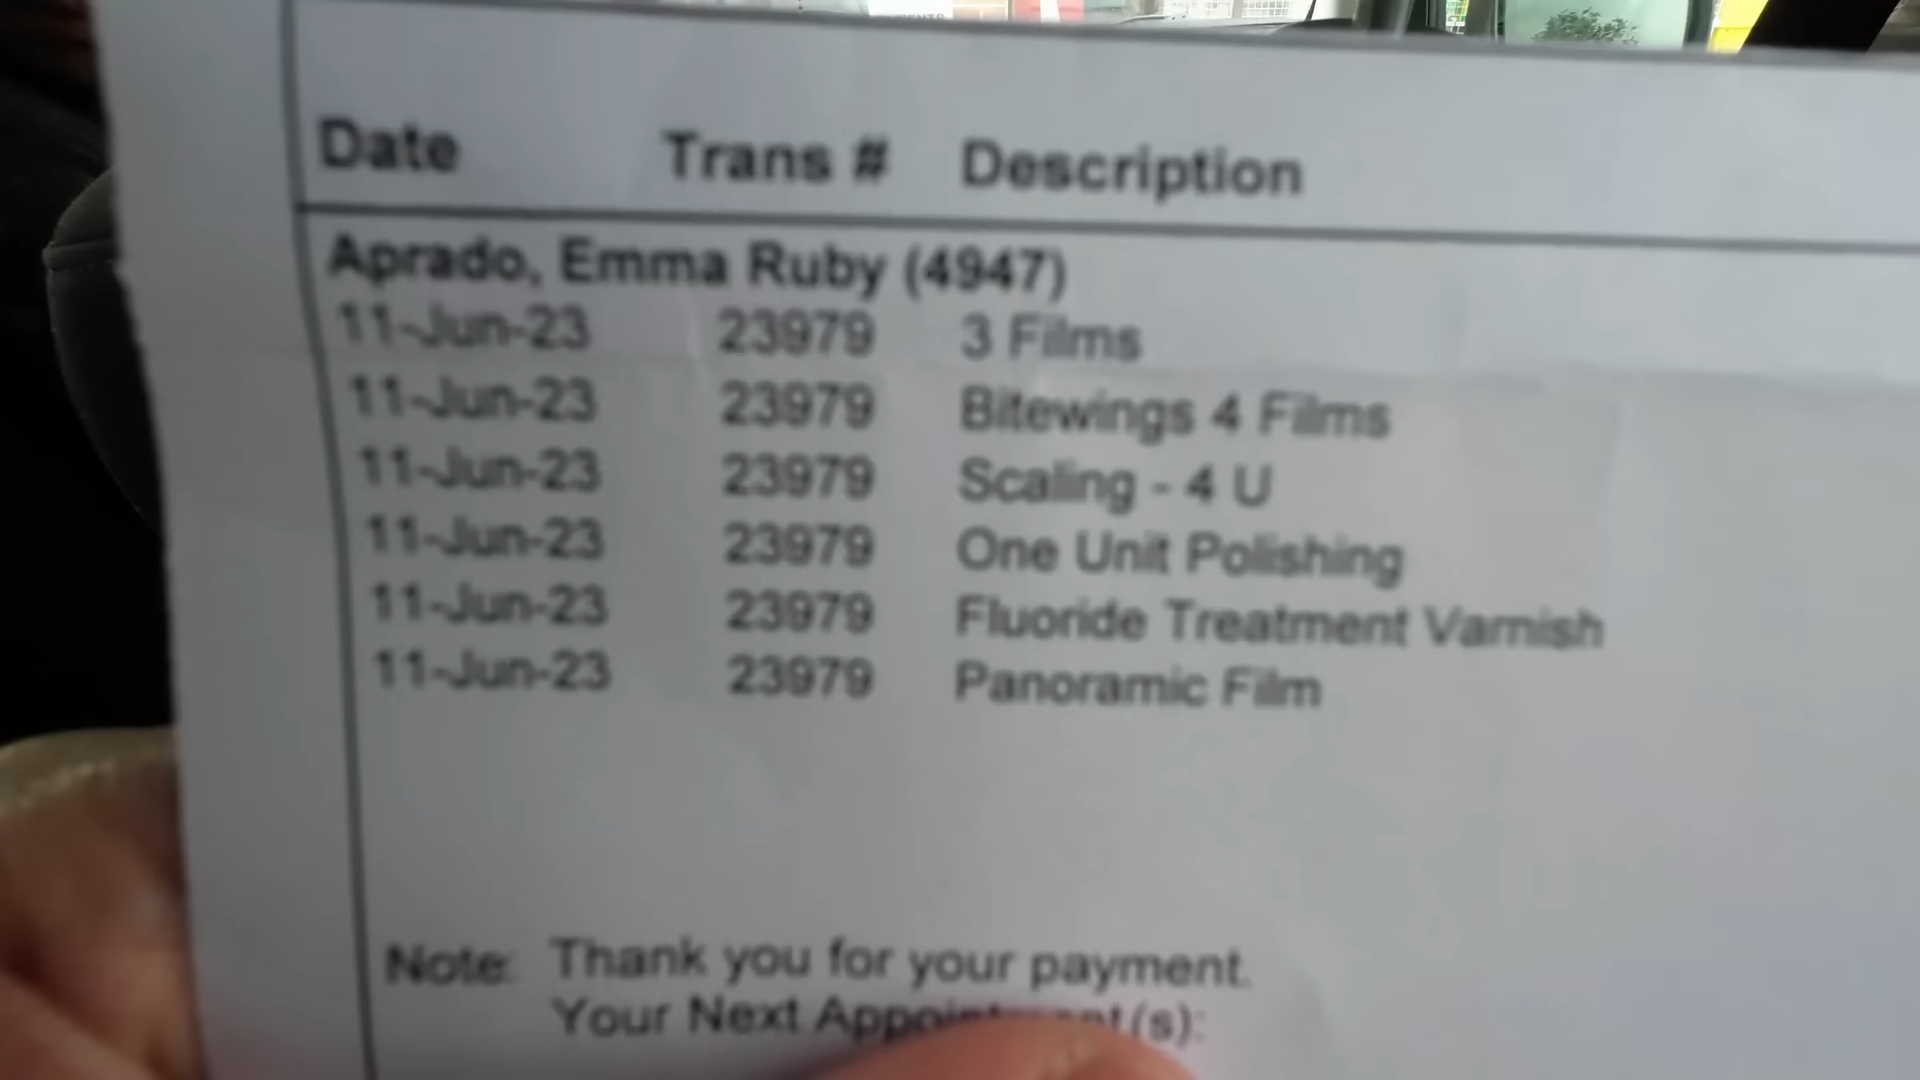 Date Trans # Description
Aprado, Emma Ruby (4947)
11-Jun-23 23979 3 Films
11-Jun-23 23979 Bitewings 4 Films
11-Jun-23 23979 Scaling - 4 U
11-Jun-23 23979 One Unit Polishing
11-Jun-23 23979 Fluoride Treatment Varnish
11-Jun-23 23979 Panoramic Film
Note: Thank you for your payment.
Your Next Appointment(s):